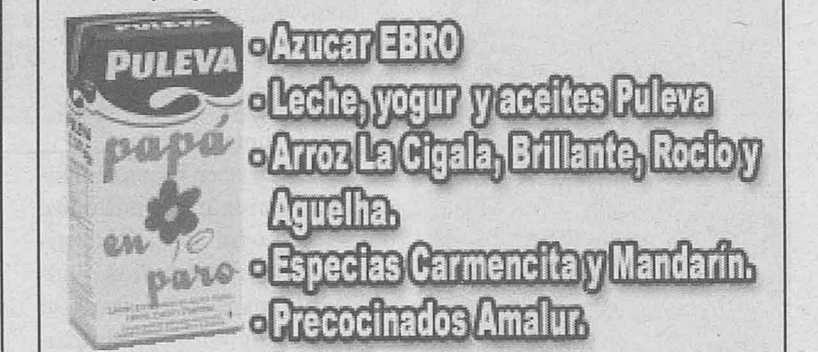 PULEVA
PULEVA
papá
en
paro
• Azucar EBRO
• Leche, yogur y aceites Puleva
• Arroz La Cigala, Brillante, Rocio y
Aguelha.
• Especias Carmencita y Mandarín.
• Precocinados Amalur.